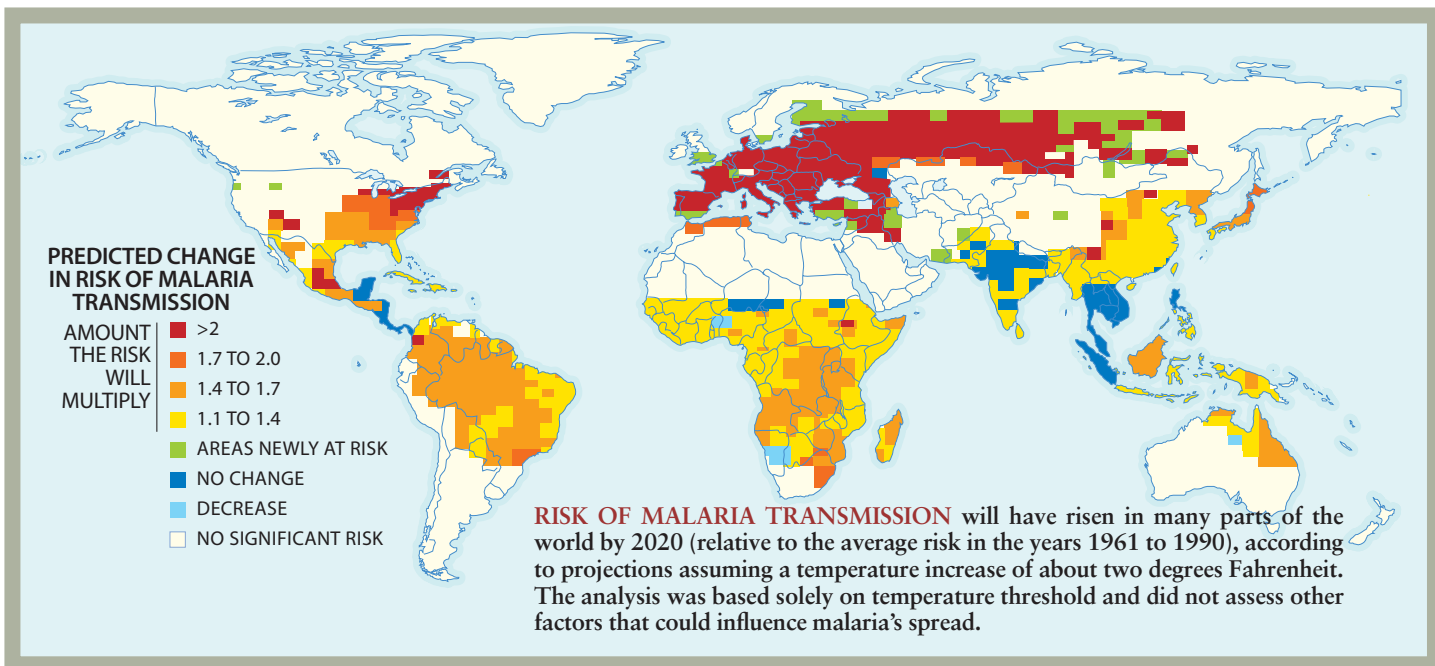 PREDICTED CHANGE
IN RISK OF MALARIA
TRANSMISSION
AMOUNT
THE RISK
WILL
MULTIPLY
>2
1.7 TO 2.0
1.4 TO 1.7
1.1 TO 1.4
AREAS NEWLY AT RISK
NO CHANGE
DECREASE
NO SIGNIFICANT RISK
RISK OF MALARIA TRANSMISSION will have risen in many parts of the
world by 2020 (relative to the average risk in the years 1961 to 1990), according
to projections assuming a temperature increase of about two degrees Fahrenheit.
The analysis was based solely on temperature threshold and did not assess other
factors that could influence malaria’s spread.